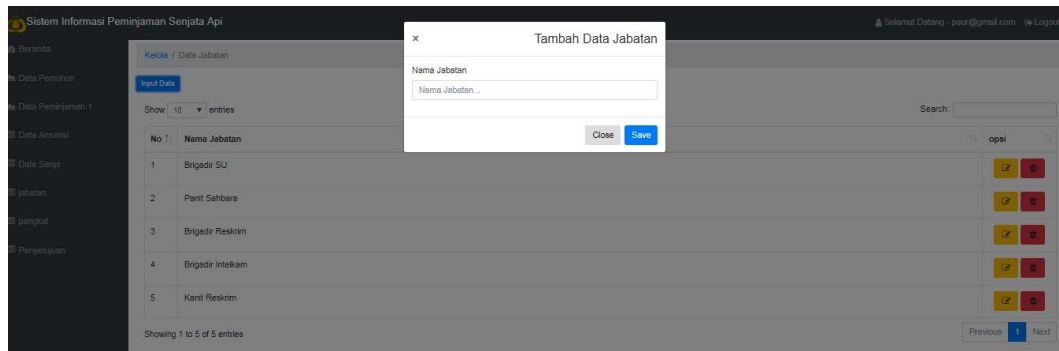 Sistem Informasi Peminjaman Senjata Api
Selamat Datang - paur@gmail.com Logout
Beranda
Data Pemohon
Data Peminjaman 1
Data Amunisi
Data Senpi
jabatan
pangkat
Penyetujuan
Kelola / Data Jabatan
Input Data
Show 10 entries
Search:
No Nama Jabatan opsi
1 Brigadir SU
2 Panit Sahbara
3 Brigadir Reskrim
4 Brigadir Intelkam
5 Kanit Reskrim
Showing 1 to 5 of 5 entries
Previous 1 Next
× Tambah Data Jabatan
Nama Jabatan
Nama Jabatan ..
Close Save